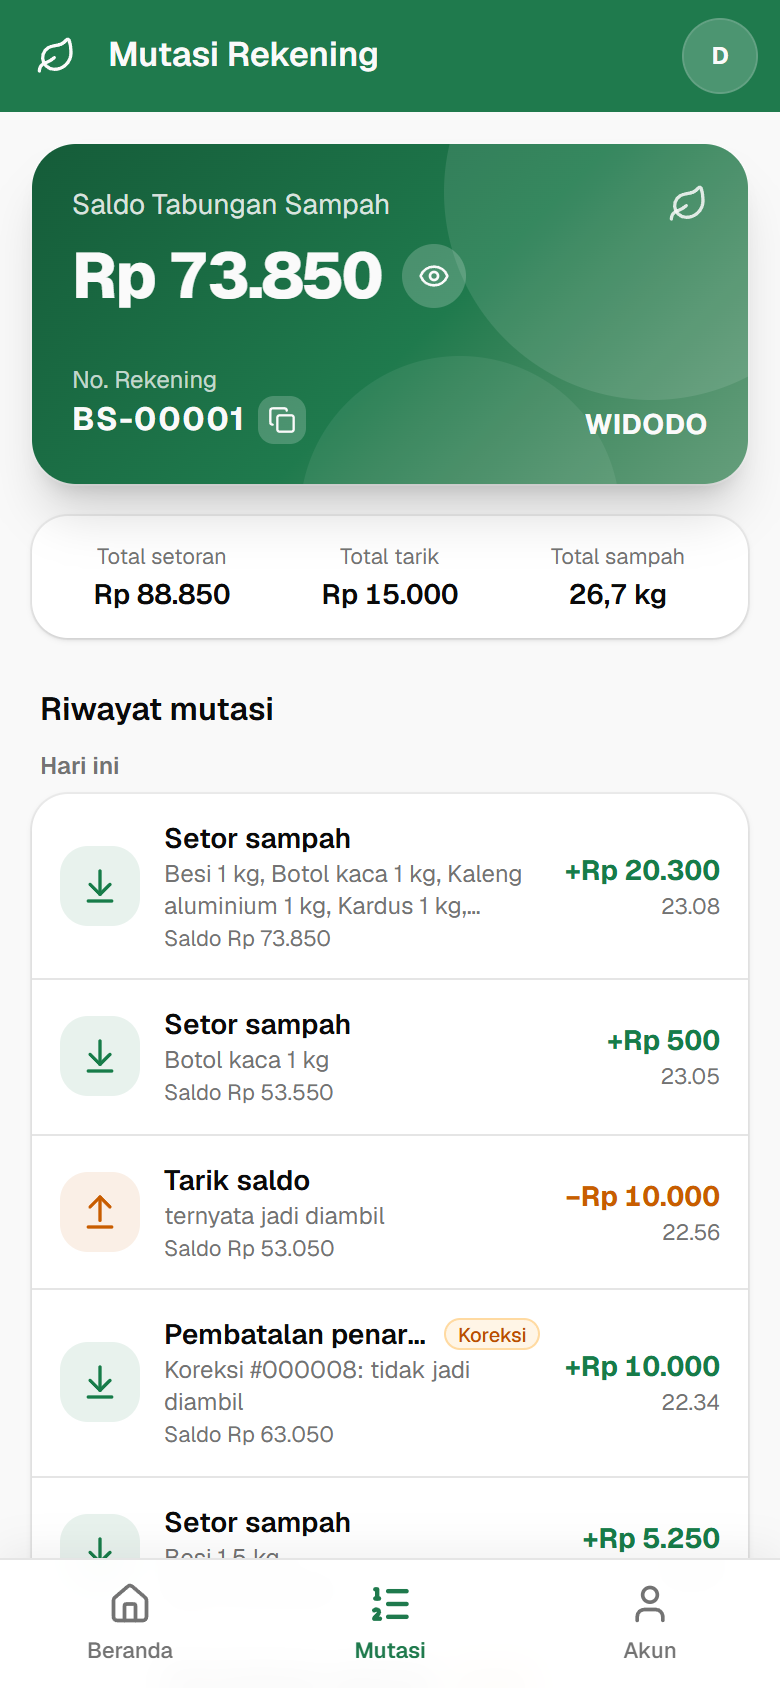 Mutasi Rekening
D
Saldo Tabungan Sampah
Rp 73.850
No. Rekening
BS-00001
WIDODO
Total setoran
Total tarik
Total sampah
Rp 88.850
Rp 15.000
26,7 kg
Riwayat mutasi
Hari ini
Setor sampah
Besi 1 kg, Botol kaca 1 kg, Kaleng
aluminium 1 kg, Kardus 1 kg,...
Saldo Rp 73.850
+Rp 20.300
23.08
Setor sampah
Botol kaca 1 kg
Saldo Rp 53.550
+Rp 500
23.05
Tarik saldo
ternyata jadi diambil
Saldo Rp 53.050
−Rp 10.000
22.56
Pembatalan penar...
Koreksi
Koreksi #000008: tidak jadi
diambil
Saldo Rp 63.050
+Rp 10.000
22.34
Setor sampah
Besi 1,5 kg
+Rp 5.250
Beranda
Mutasi
Akun